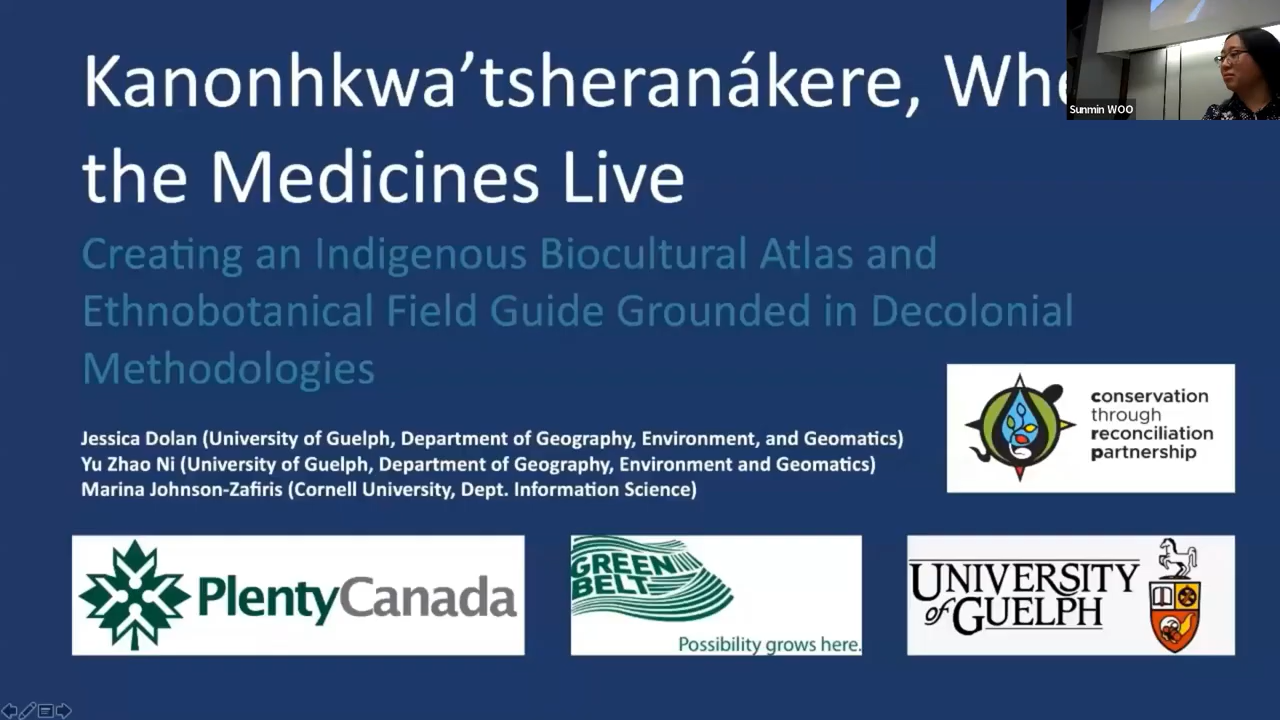 Kanonhkwa’tsheranákere, Whe
the Medicines Live
Creating an Indigenous Biocultural Atlas and
Ethnobotanical Field Guide Grounded in Decolonial
Methodologies
Jessica Dolan (University of Guelph, Department of Geography, Environment, and Geomatics)
Yu Zhao Ni (University of Guelph, Department of Geography, Environment and Geomatics)
Marina Johnson-Zafiris (Cornell University, Dept. Information Science)
conservation
through
reconciliation
partnership
PlentyCanada
GREEN
BELT
Possibility grows here.
UNIVERSITY
of GUELPH
Sunmin WOO